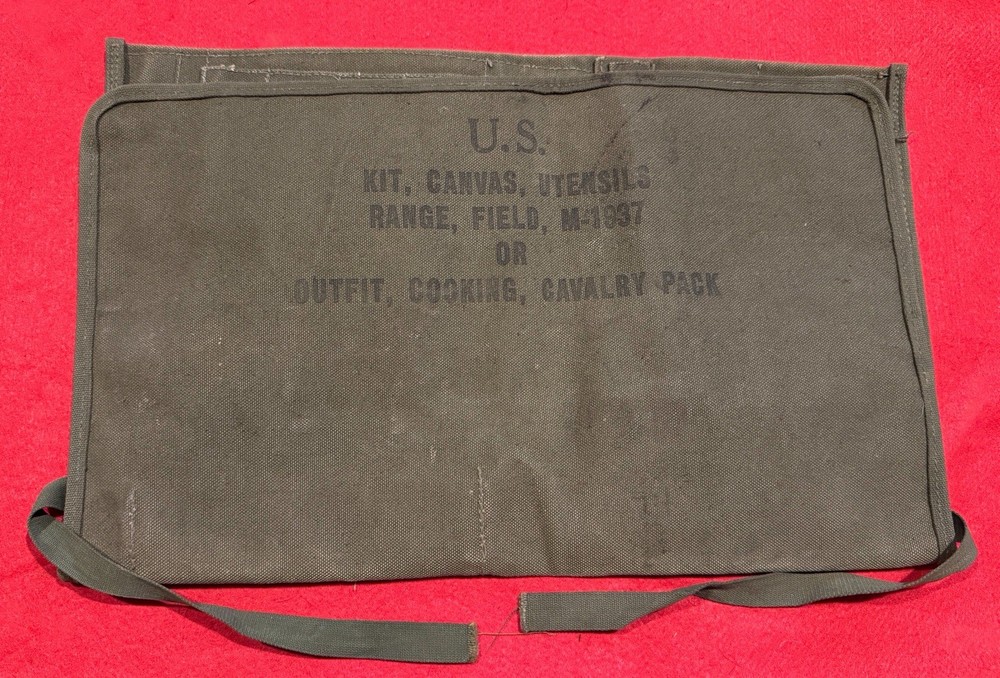 U.S.
KIT, CANVAS, UTENSILS
RANGE, FIELD, M-1937
OR
OUTFIT, COOKING, CAVALRY PACK